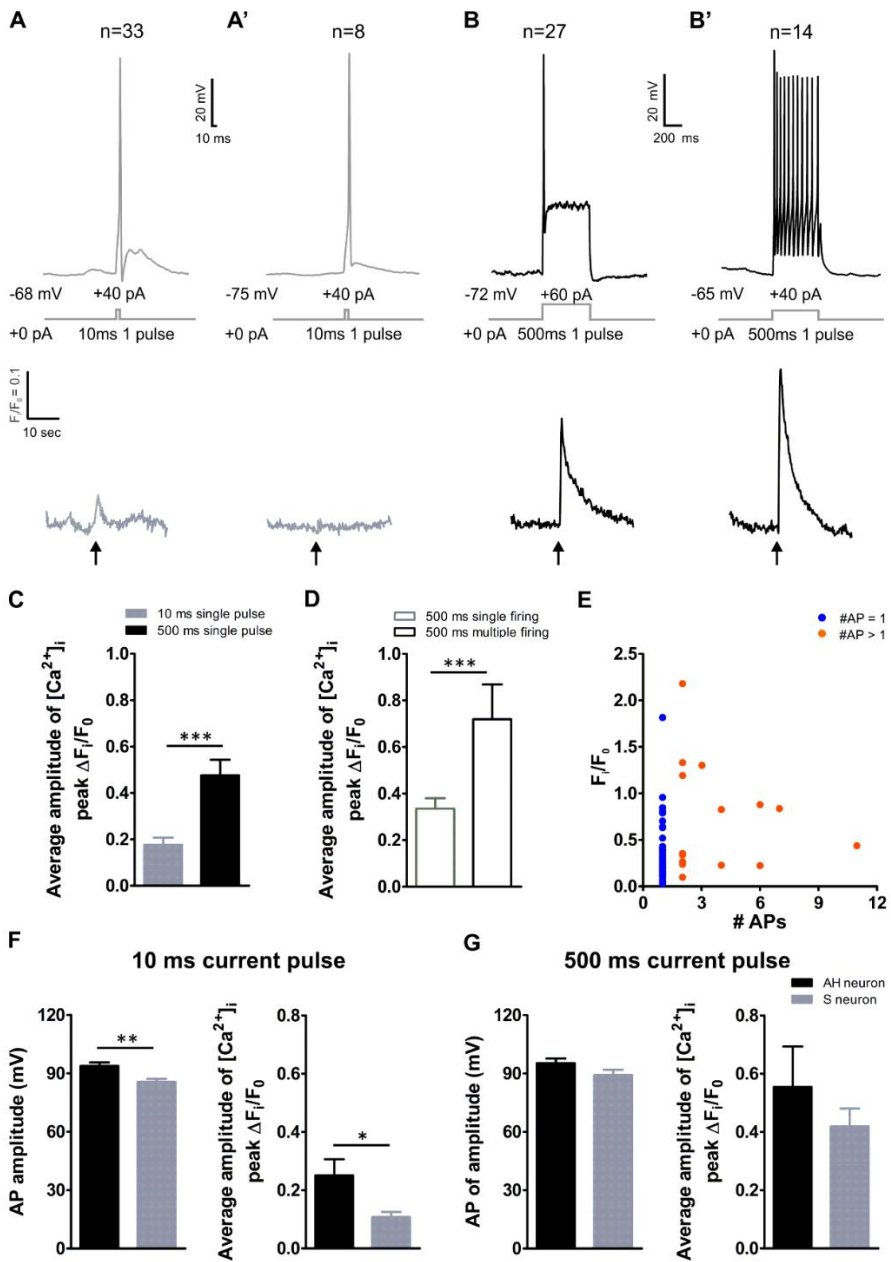 A
n=33
20 mV
10 ms
-68 mV
+40 pA
+0 pA
10ms 1 pulse
A'
n=8
-75 mV
+40 pA
+0 pA
10ms 1 pulse
B
n=27
-72 mV
+60 pA
+0 pA
500ms 1 pulse
20 mV
200 ms
B'
n=14
-65 mV
+40 pA
+0 pA
500ms 1 pulse
Fi/F0 = 0.1
10 sec
C
10 ms single pulse
500 ms single pulse
Average amplitude of [Ca2+]i
peak ΔFi/F0
1.0
0.8
0.6
0.4
0.2
0.0
***
D
500 ms single firing
500 ms multiple firing
Average amplitude of [Ca2+]i
peak ΔFi/F0
1.0
0.8
0.6
0.4
0.2
0.0
***
E
#AP = 1
#AP > 1
Fi/F0
2.5
2.0
1.5
1.0
0.5
0.0
0
3
6
9
12
# APs
F
10 ms current pulse
AP amplitude (mV)
120
90
60
30
0
**
Average amplitude of [Ca2+]i
peak ΔFi/F0
0.8
0.6
0.4
0.2
0.0
*
G
500 ms current pulse
AH neuron
S neuron
AP of amplitude (mV)
120
90
60
30
0
Average amplitude of [Ca2+]i
peak ΔFi/F0
0.8
0.6
0.4
0.2
0.0